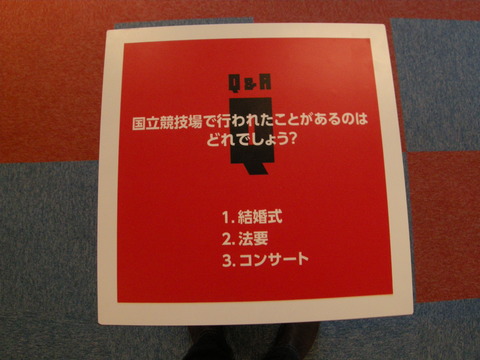 Q & A
Q
国立競技場で行われたことがあるのは
どれでしょう?
1. 結婚式
2. 法要
3. コンサート